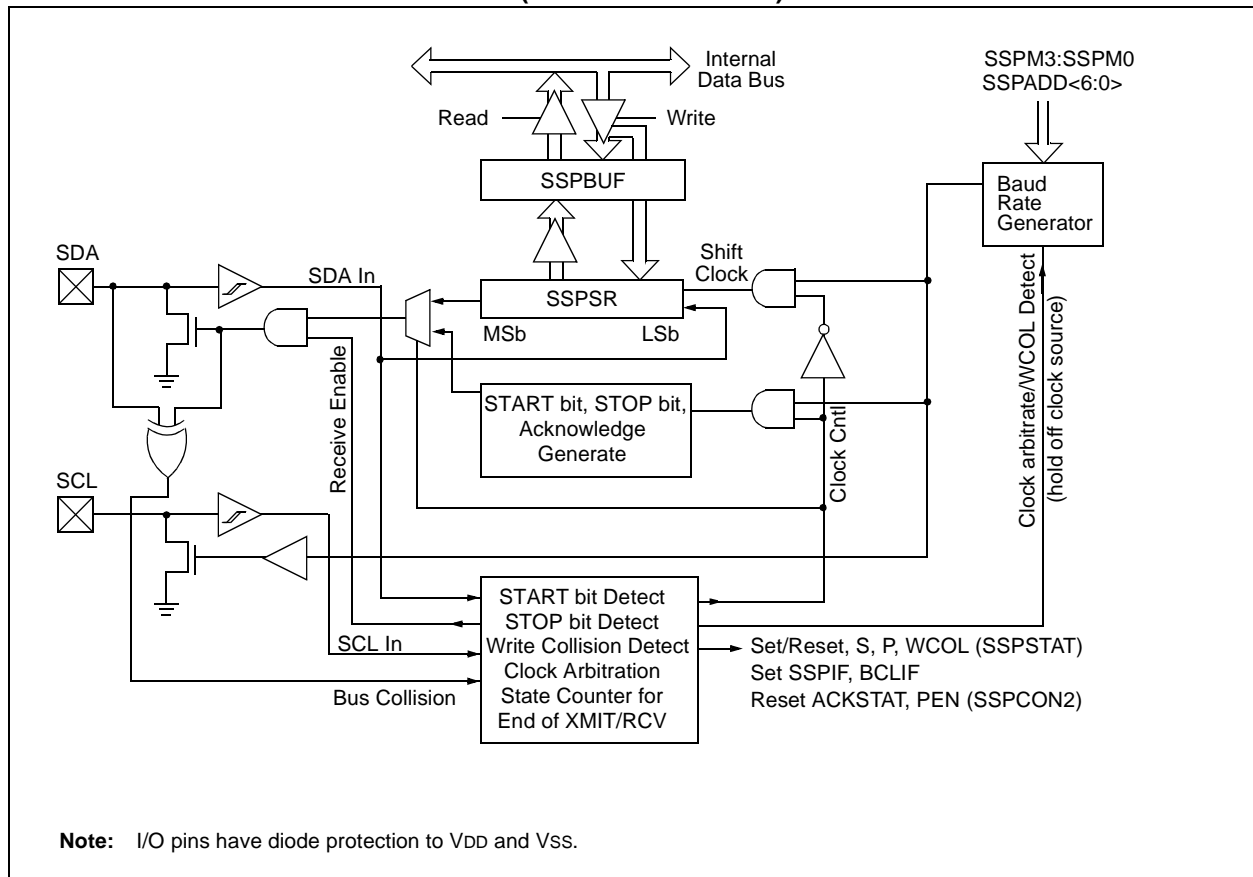 Internal
Data Bus
SSPM3:SSPM0
SSPADD<6:0>
Read
Write
SSPBUF
Baud
Rate
Generator
SDA
SDA In
Shift
Clock
SSPSR
MSb
LSb
START bit, STOP bit,
Acknowledge
Generate
Receive Enable
Clock Cntl
Clock arbitrate/WCOL Detect
(hold off clock source)
SCL
SCL In
Bus Collision
START bit Detect
STOP bit Detect
Write Collision Detect
Clock Arbitration
State Counter for
End of XMIT/RCV
Set/Reset, S, P, WCOL (SSPSTAT)
Set SSPIF, BCLIF
Reset ACKSTAT, PEN (SSPCON2)
Note: I/O pins have diode protection to VDD and VSS.